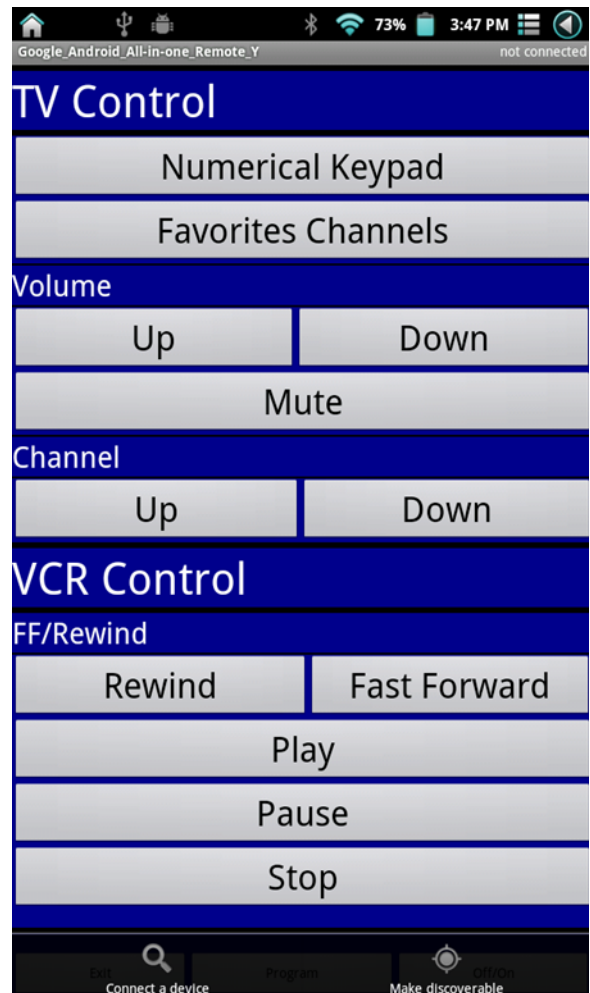 73% 3:47 PM
Google_Android_All-in-one_Remote_Y not connected
TV Control
Numerical Keypad
Favorites Channels
Volume
Up Down
Mute
Channel
Up Down
VCR Control
FF/Rewind
Rewind Fast Forward
Play
Pause
Stop
Exit Program Off/On
Connect a device Make discoverable